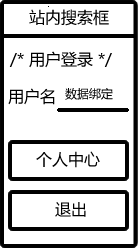 站内搜索框
/* 用户登录 */
用户名 数据绑定
个人中心
退出